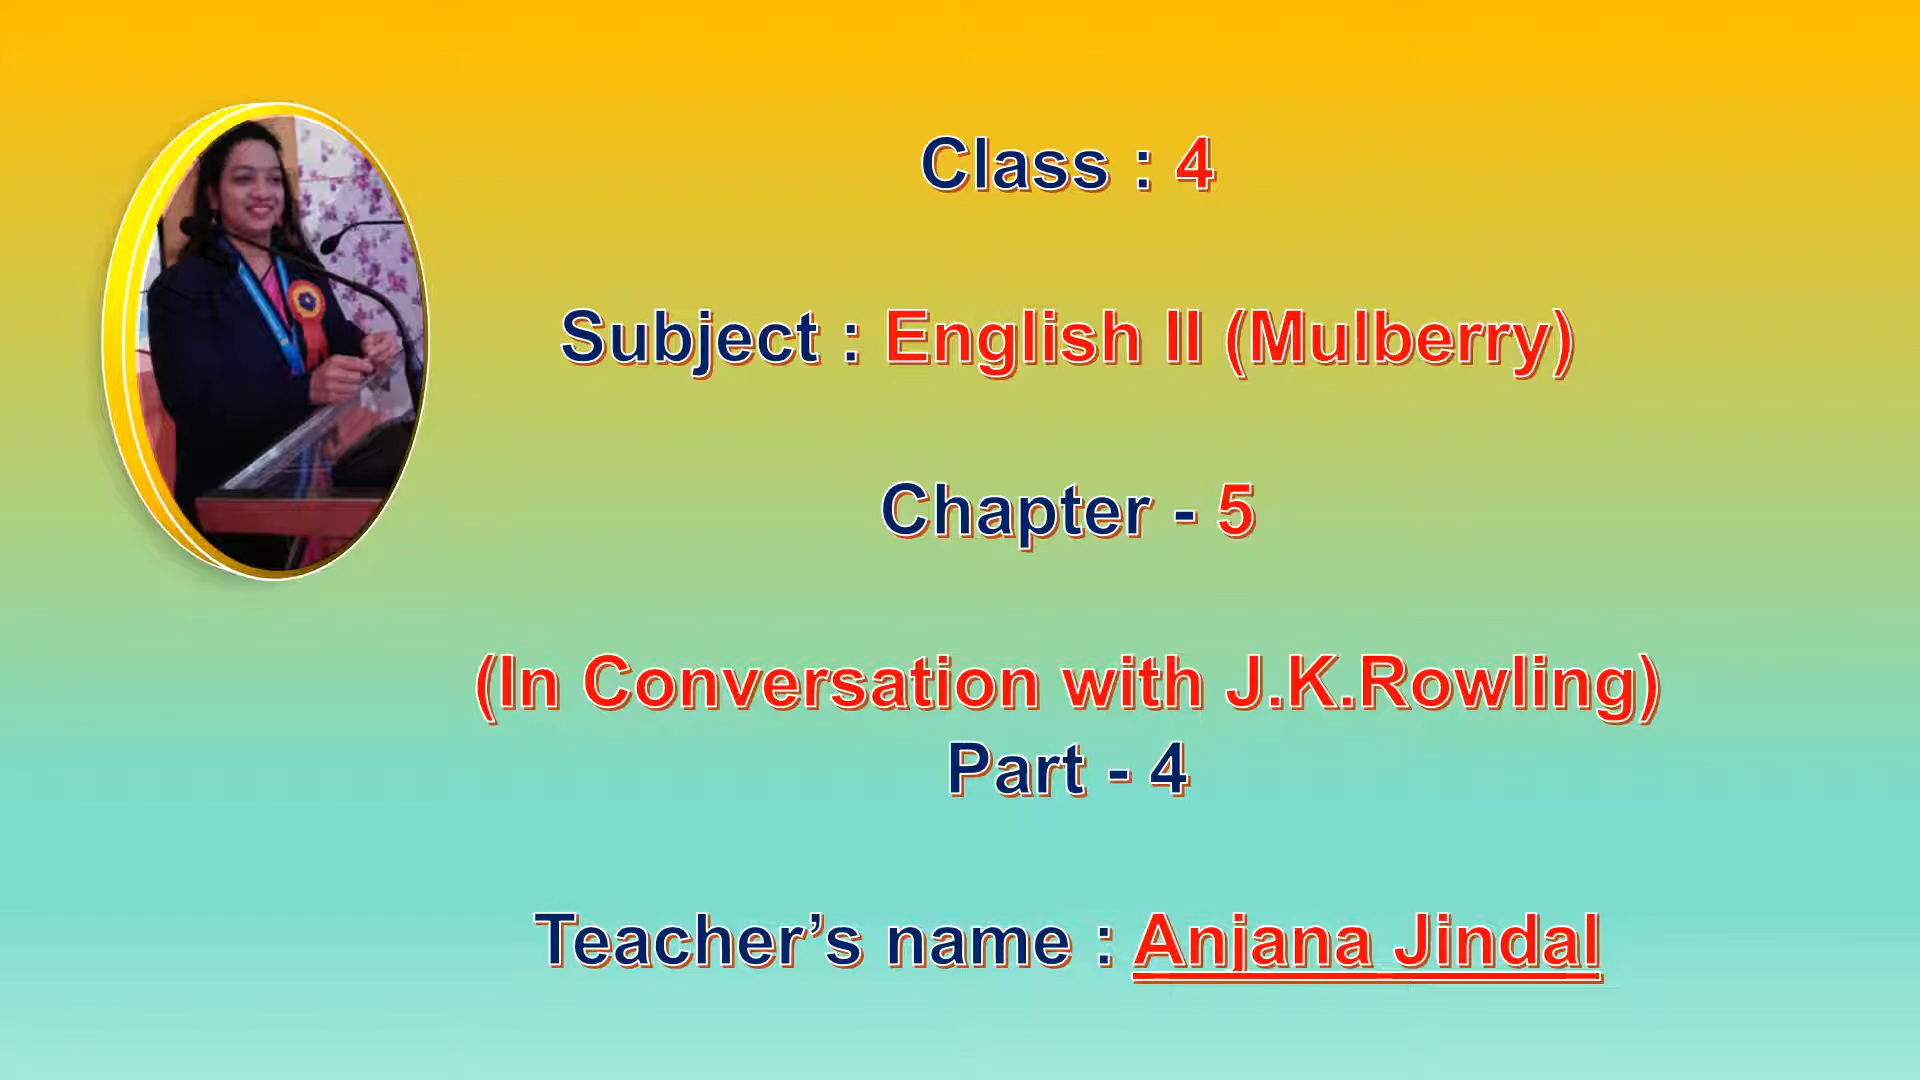 Class : 4
Subject : English II (Mulberry)
Chapter - 5
(In Conversation with J.K.Rowling)
Part - 4
Teacher’s name : Anjana Jindal